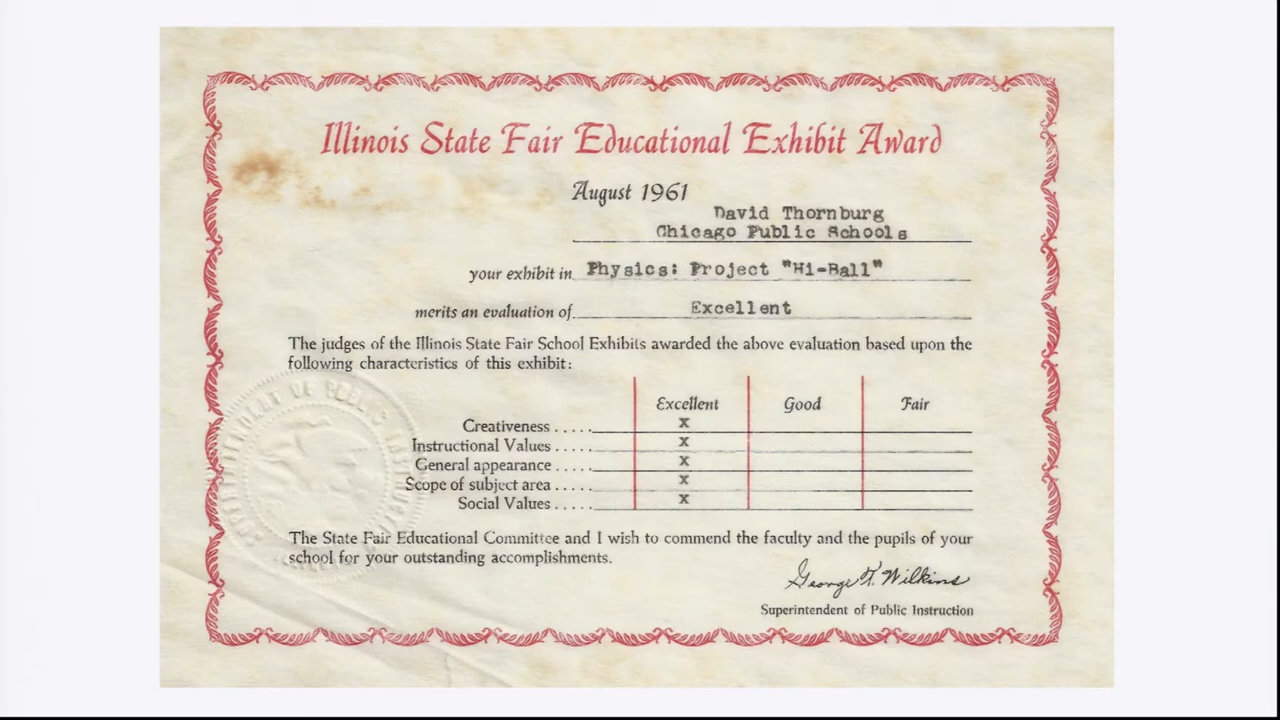 Illinois State Fair Educational Exhibit Award
August 1961
David Thornburg
Chicago Public Schools
your exhibit in Physics: Project "Hi-Ball"
merits an evaluation of Excellent
The judges of the Illinois State Fair School Exhibits awarded the above evaluation based upon the
following characteristics of this exhibit:
Excellent Good Fair
Creativeness ..... x
Instructional Values ..... x
General appearance ..... x
Scope of subject area ..... x
Social Values ..... x
The State Fair Educational Committee and I wish to commend the faculty and the pupils of your
school for your outstanding accomplishments.
George T. Wilkins
Superintendent of Public Instruction